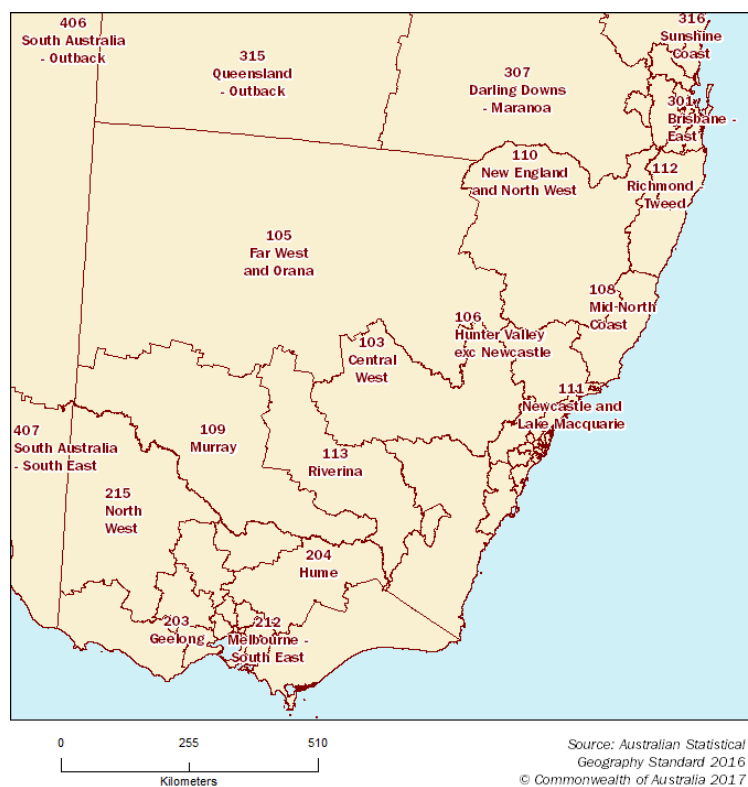 406
South Australia
- Outback
315
Queensland
- Outback
307
Darling Downs
- Maranoa
316
Sunshine
Coast
301
Brisbane -
East
110
New England
and North West
112
Richmond
Tweed
105
Far West
and Orana
108
Mid-North
Coast
106
Hunter Valley
exc Newcastle
103
Central
West
111
Newcastle and
Lake Macquarie
407
South Australia
- South East
109
Murray
113
Riverina
215
North
West
204
Hume
203
Geelong
212
Melbourne -
South East
0 255 510
Kilometers
Source: Australian Statistical
Geography Standard 2016
© Commonwealth of Australia 2017